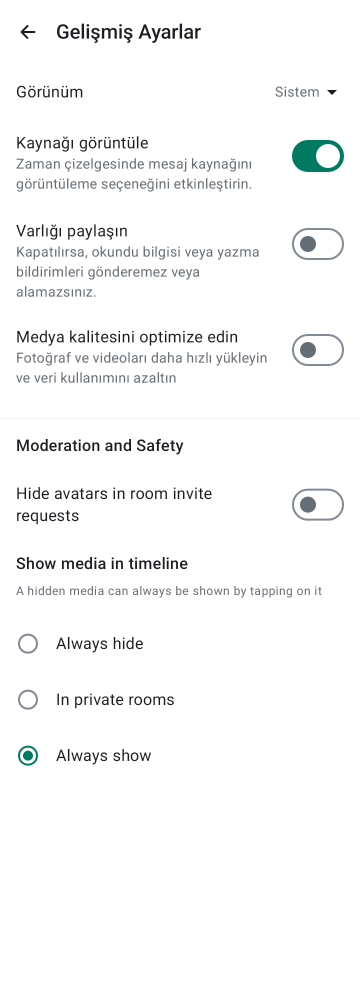 Gelişmiş Ayarlar
Görünüm
Sistem
Kaynağı görüntüle
Zaman çizelgesinde mesaj kaynağını
görüntüleme seçeneğini etkinleştirin.
Varlığı paylaşın
Kapatılırsa, okundu bilgisi veya yazma
bildirimleri gönderemez veya
alamazsınız.
Medya kalitesini optimize edin
Fotoğraf ve videoları daha hızlı yükleyin
ve veri kullanımını azaltın
Moderation and Safety
Hide avatars in room invite
requests
Show media in timeline
A hidden media can always be shown by tapping on it
Always hide
In private rooms
Always show